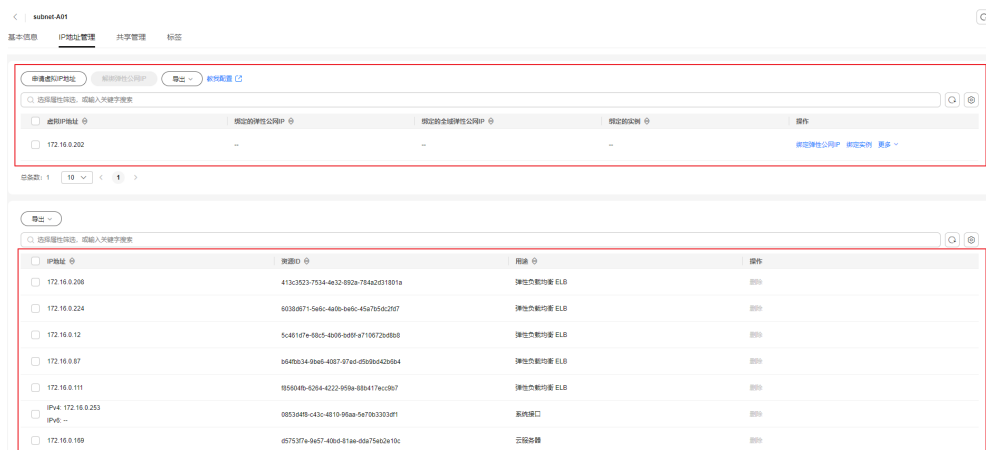 subnet-A01
基本信息 IP地址管理 共享管理 标签
申请虚拟IP地址 解绑弹性公网IP 导出 教我配置
选择属性筛选，或输入关键字搜索
虚拟IP地址 绑定的弹性公网IP 绑定的全域弹性公网IP 绑定的实例 操作
172.16.0.202 -- -- -- 绑定弹性公网IP 绑定实例 更多
总条数：1 10 1
导出
选择属性筛选，或输入关键字搜索
IP地址 资源ID 用途 操作
172.16.0.208 413c3523-7534-4e32-892a-784a2d31801a 弹性负载均衡 ELB 删除
172.16.0.224 6038d671-5e6c-4a0b-be6c-45a7b5dc2fd7 弹性负载均衡 ELB 删除
172.16.0.12 5c461d7e-68c5-4b06-bd6f-a710672bd8b8 弹性负载均衡 ELB 删除
172.16.0.87 b64fbb34-9be6-4087-97ed-d5b9bd42b6b4 弹性负载均衡 ELB 删除
172.16.0.111 f85604fb-6264-4222-959a-88b417ecc9b7 弹性负载均衡 ELB 删除
IPv4: 172.16.0.253
IPv6: --
0853d4f8-c43c-4810-96aa-5e70b3303df1 系统接口 删除
172.16.0.169 d5753f7e-9e57-40bd-81ae-dda75eb2e10c 云服务器 删除